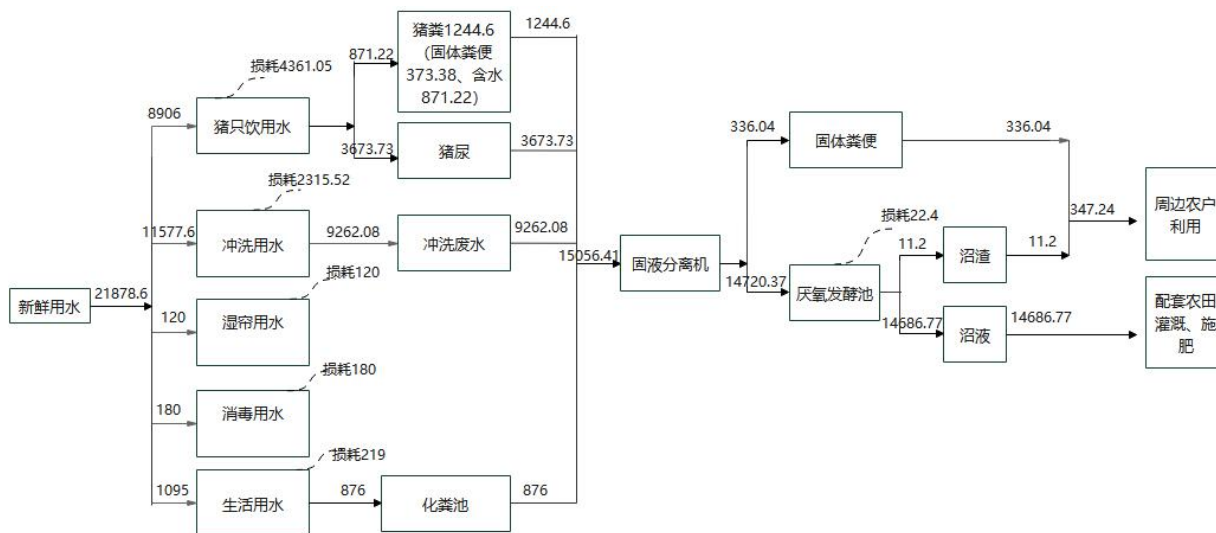 新鲜用水
21878.6
8906
猪只饮用水
损耗4361.05
871.22
猪粪1244.6
（固体粪便
373.38、含水
871.22）
1244.6
3673.73
猪尿
3673.73
11577.6
冲洗用水
损耗2315.52
9262.08
冲洗废水
9262.08
120
湿帘用水
损耗120
180
消毒用水
损耗180
1095
生活用水
损耗219
876
化粪池
876
15056.41
固液分离机
336.04
固体粪便
336.04
14720.37
厌氧发酵池
损耗22.4
11.2
沼渣
11.2
347.24
周边农户
利用
14686.77
沼液
14686.77
配套农田
灌溉、施
肥